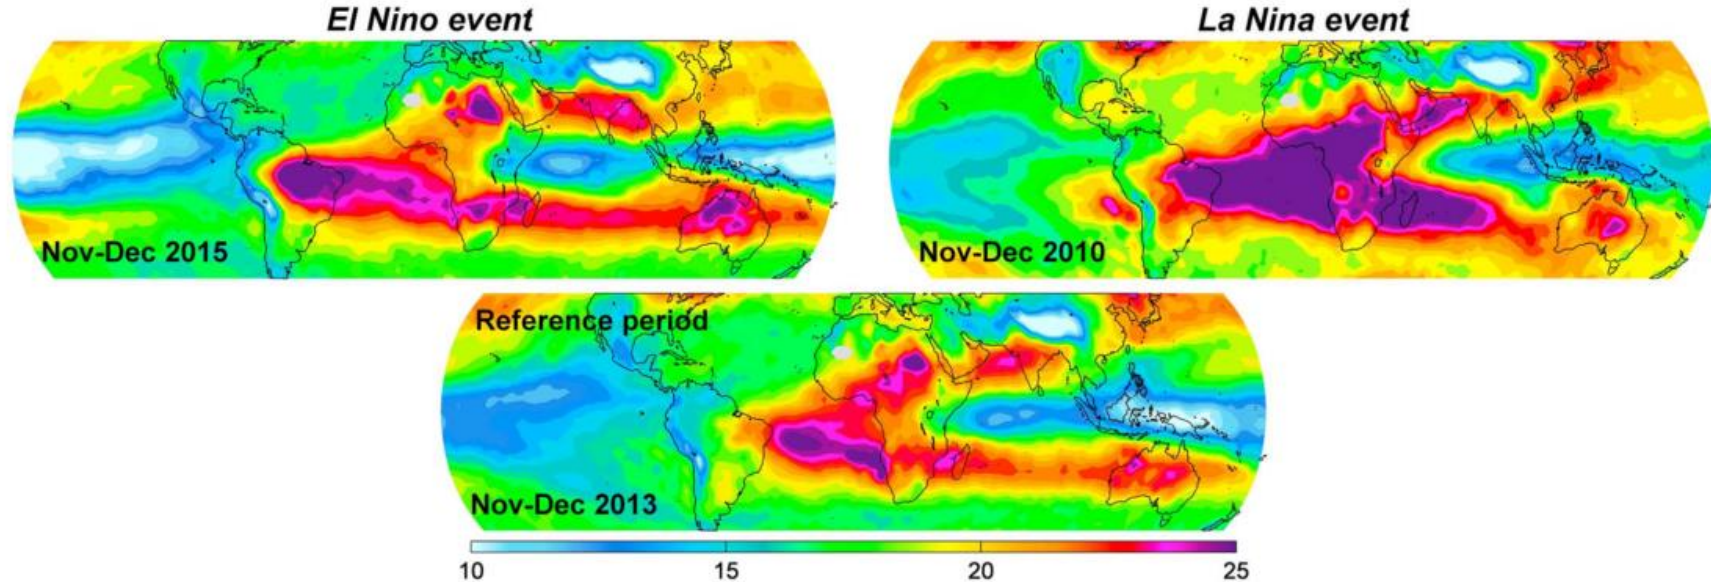 El Nino event
La Nina event
Nov-Dec 2015
Nov-Dec 2010
Reference period
Nov-Dec 2013
10 15 20 25